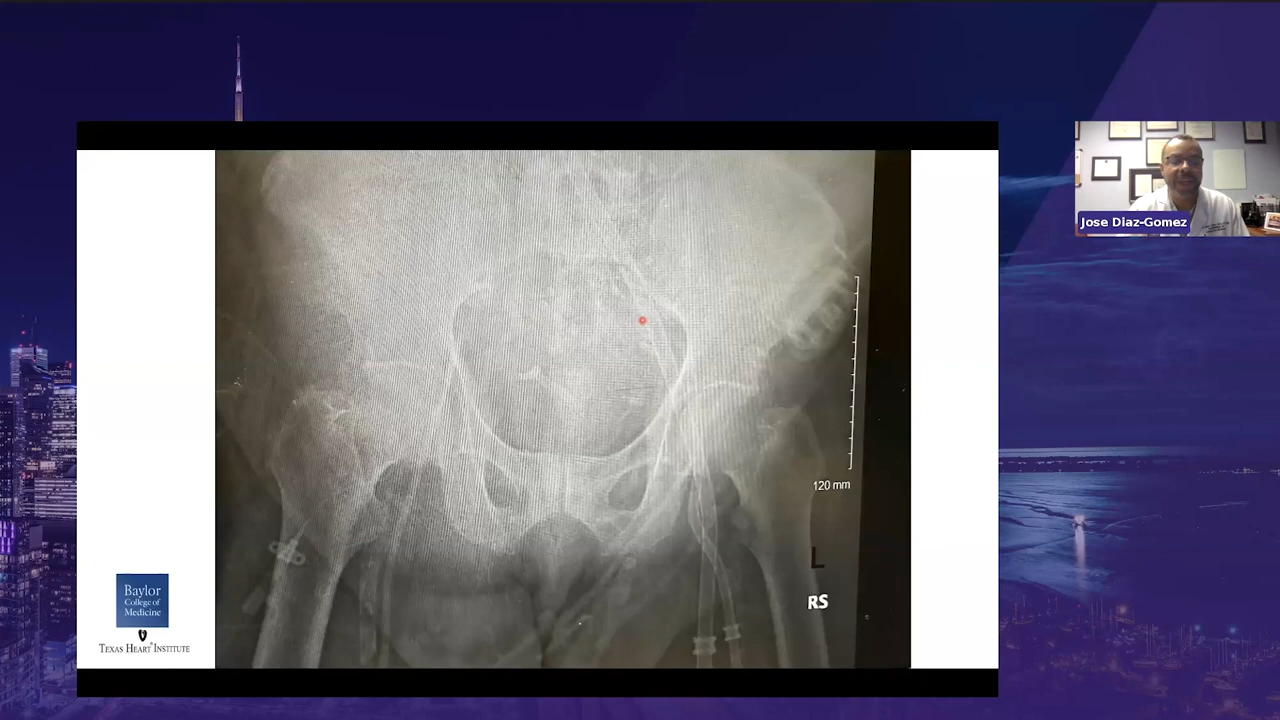 Jose Diaz-Gomez
120 mm
L
RS
Baylor
College of
Medicine
TEXAS HEART INSTITUTE